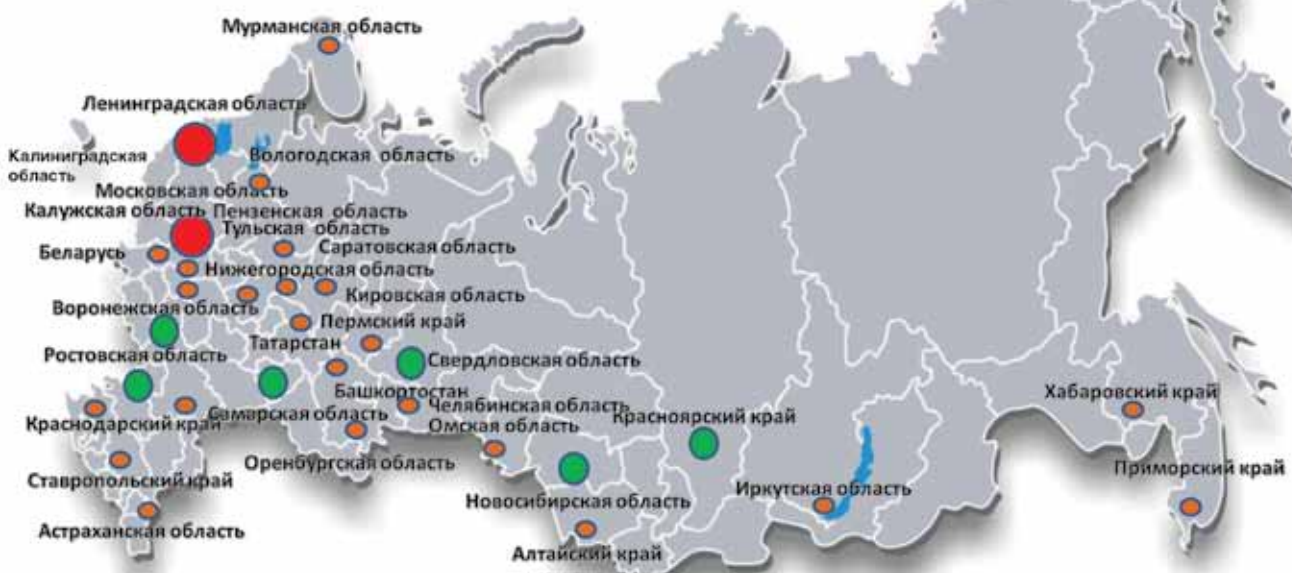 Мурманская область
Ленинградская область
Калиниградская
область
Вологодская область
Московская область
Калужская область Пензенская область
Тульская область
Беларусь
Саратовская область
Нижегородская область
Кировская область
Воронежская область
Пермский край
Татарстан
Ростовская область
Свердловская область
Башкортостан
Челябинская область
Хабаровский край
Самарская область
Красноярский край
Краснодарский край
Омская область
Оренбургская область
Приморский край
Ставропольский край
Иркутская область
Новосибирская область
Астраханская область
Алтайский край